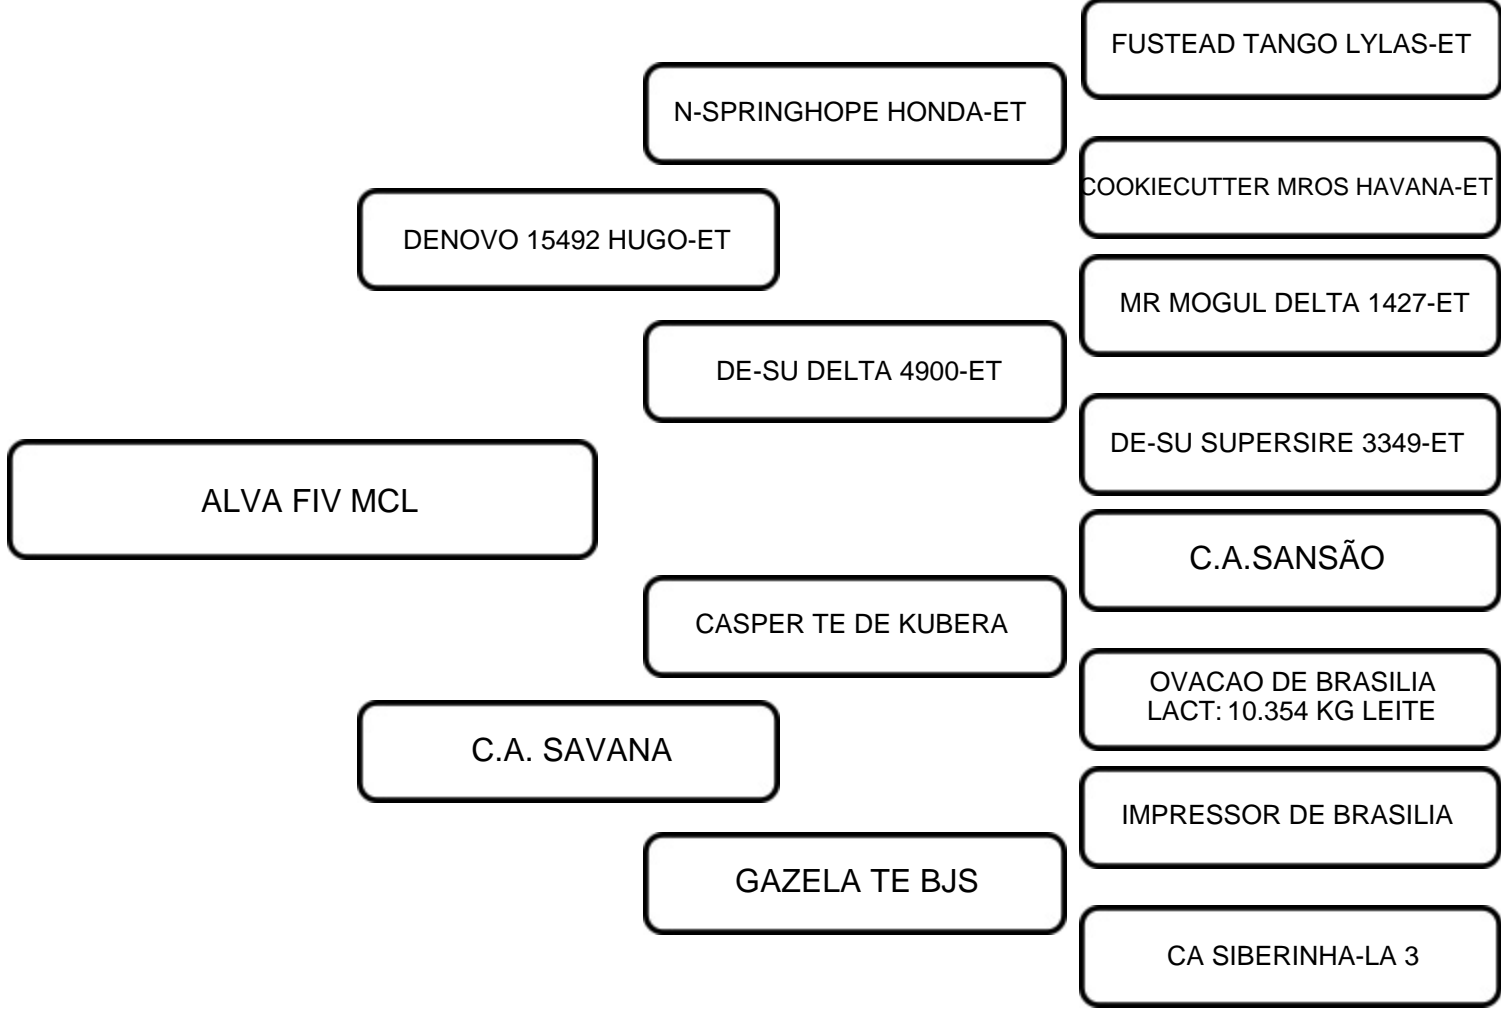 FUSTEAD TANGO LYLAS-ET
N-SPRINGHOPE HONDA-ET
COOKIECUTTER MROS HAVANA-ET
DENOVO 15492 HUGO-ET
MR MOGUL DELTA 1427-ET
DE-SU DELTA 4900-ET
DE-SU SUPERSIRE 3349-ET
ALVA FIV MCL
C.A.SANSÃO
CASPER TE DE KUBERA
OVACAO DE BRASILIA
LACT: 10.354 KG LEITE
C.A. SAVANA
IMPRESSOR DE BRASILIA
GAZELA TE BJS
CA SIBERINHA-LA 3